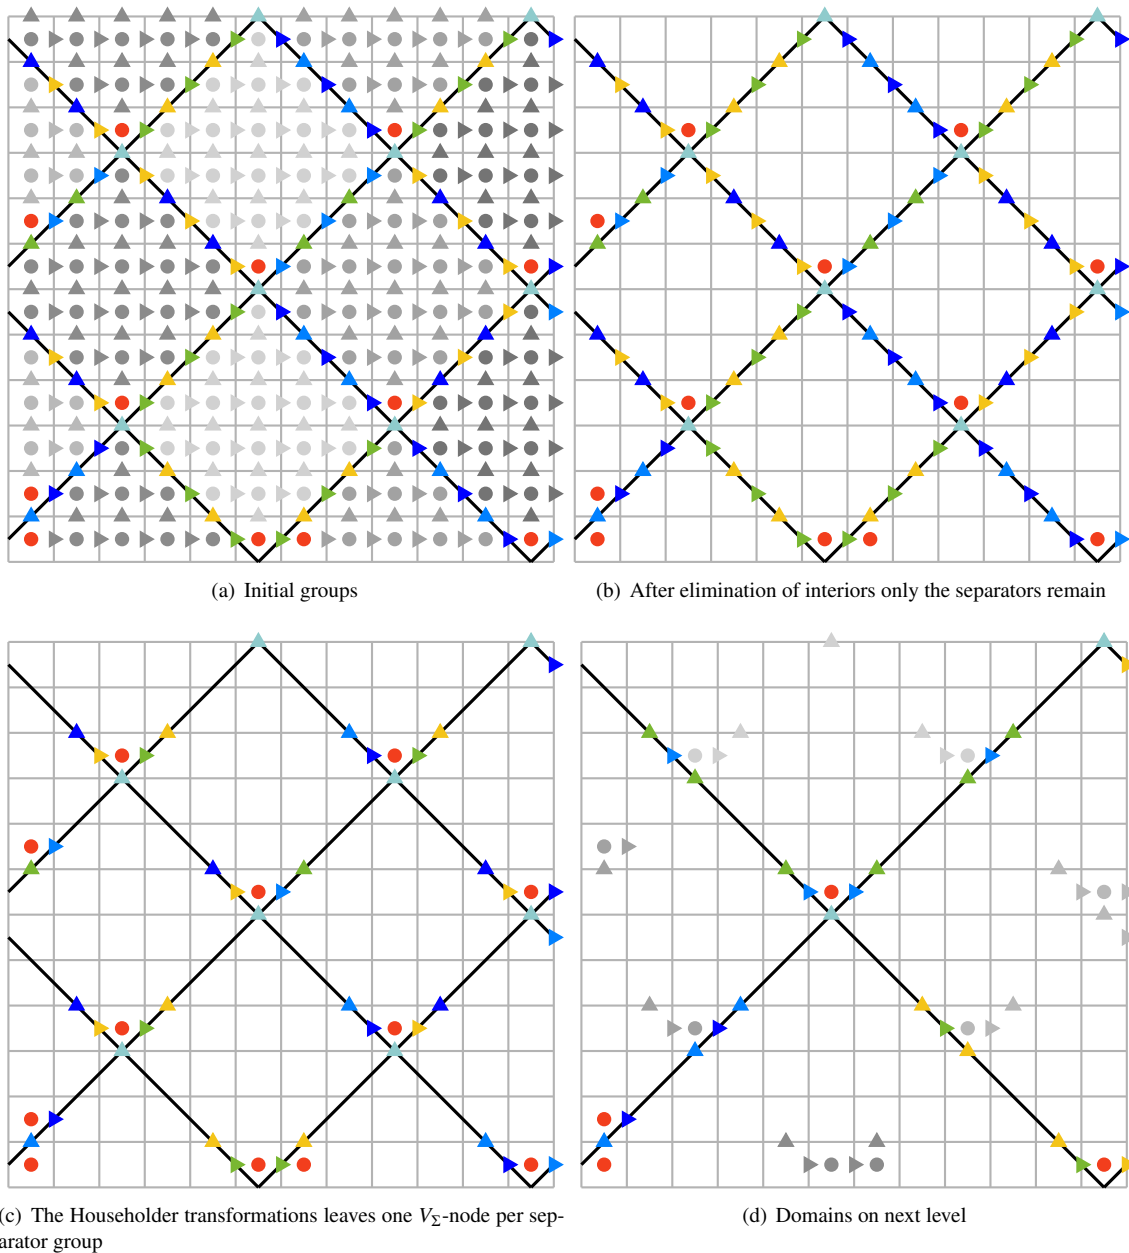 (a) Initial groups
(b) After elimination of interiors only the separators remain
(c) The Householder transformations leaves one VΣ-node per sep-
arator group
(d) Domains on next level